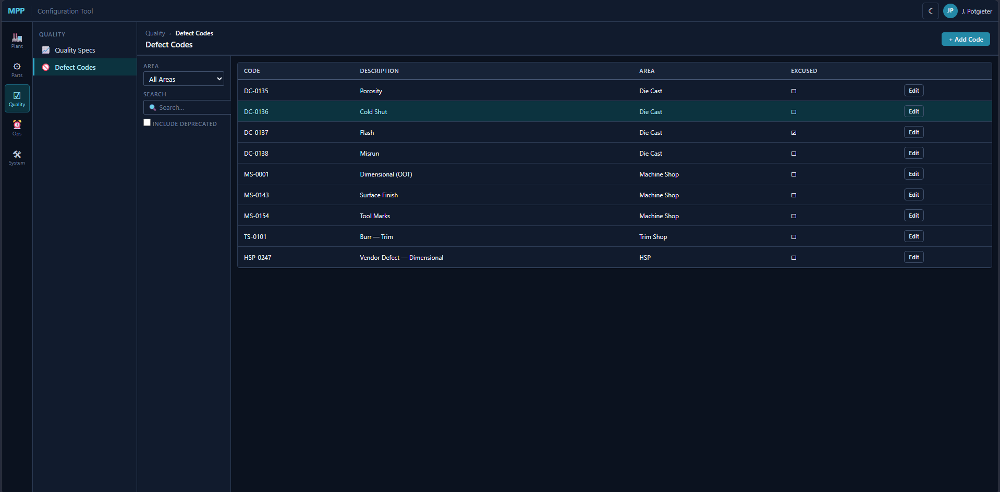 MPP Configuration Tool
JP J. Potgieter
Plant
Parts
Quality
Ops
System
QUALITY
Quality Specs
Defect Codes
Quality › Defect Codes
Defect Codes
+ Add Code
AREA
All Areas
SEARCH
Search...
INCLUDE DEPRECATED
CODE DESCRIPTION AREA EXCUSED
DC-0135 Porosity Die Cast ☐ Edit
DC-0136 Cold Shut Die Cast ☐ Edit
DC-0137 Flash Die Cast ☑ Edit
DC-0138 Misrun Die Cast ☐ Edit
MS-0001 Dimensional (OOT) Machine Shop ☐ Edit
MS-0143 Surface Finish Machine Shop ☐ Edit
MS-0154 Tool Marks Machine Shop ☐ Edit
TS-0101 Burr — Trim Trim Shop ☐ Edit
HSP-0247 Vendor Defect — Dimensional HSP ☐ Edit